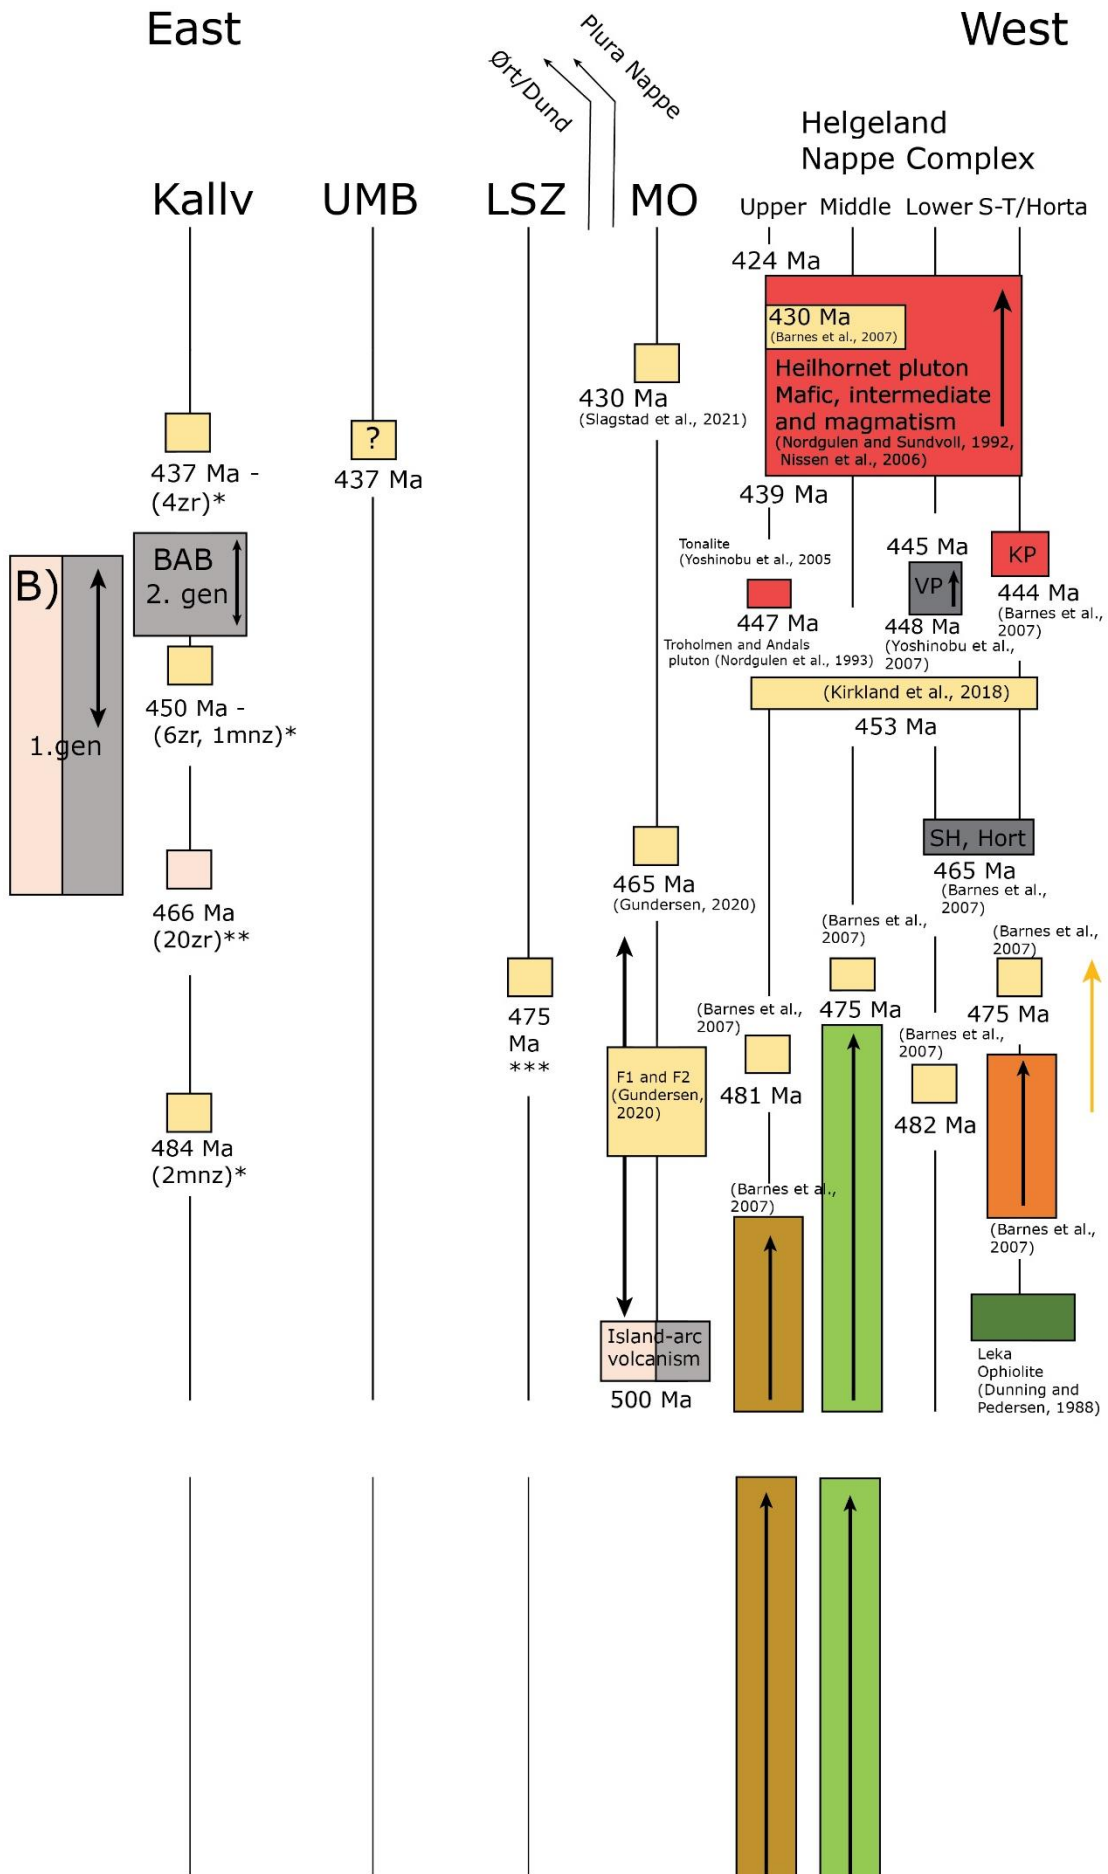 East
West
Ørt/Dund
Plura Nappe
Helgeland
Nappe Complex
Kallv
UMB
LSZ
MO
Upper
Middle
Lower
S-T/Horta
424 Ma
430 Ma
(Barnes et al., 2007)
Heilhornet pluton
Mafic, intermediate
and magmatism
(Nordgulen and Sundvoll, 1992,
Nissen et al., 2006)
439 Ma
430 Ma
(Slagstad et al., 2021)
437 Ma -
(4zr)*
?
437 Ma
B)
1.gen
BAB
2. gen
450 Ma -
(6zr, 1mnz)*
Tonalite
(Yoshinobu et al., 2005
447 Ma
Troholmen and Andals
pluton (Nordgulen et al., 1993)
445 Ma
VP
448 Ma
(Yoshinobu et al.,
2007)
KP
444 Ma
(Barnes et al.,
2007)
(Kirkland et al., 2018)
453 Ma
466 Ma
(20zr)**
465 Ma
(Gundersen, 2020)
SH, Hort
465 Ma
(Barnes et al.,
2007)
475
Ma
***
(Barnes et al.,
2007)
475 Ma
(Barnes et al.,
2007)
475 Ma
(Barnes et al.,
2007)
481 Ma
(Barnes et al.,
2007)
482 Ma
F1 and F2
(Gundersen,
2020)
484 Ma
(2mnz)*
(Barnes et al.,
2007)
(Barnes et al.,
2007)
Island-arc
volcanism
500 Ma
Leka
Ophiolite
(Dunning and
Pedersen, 1988)